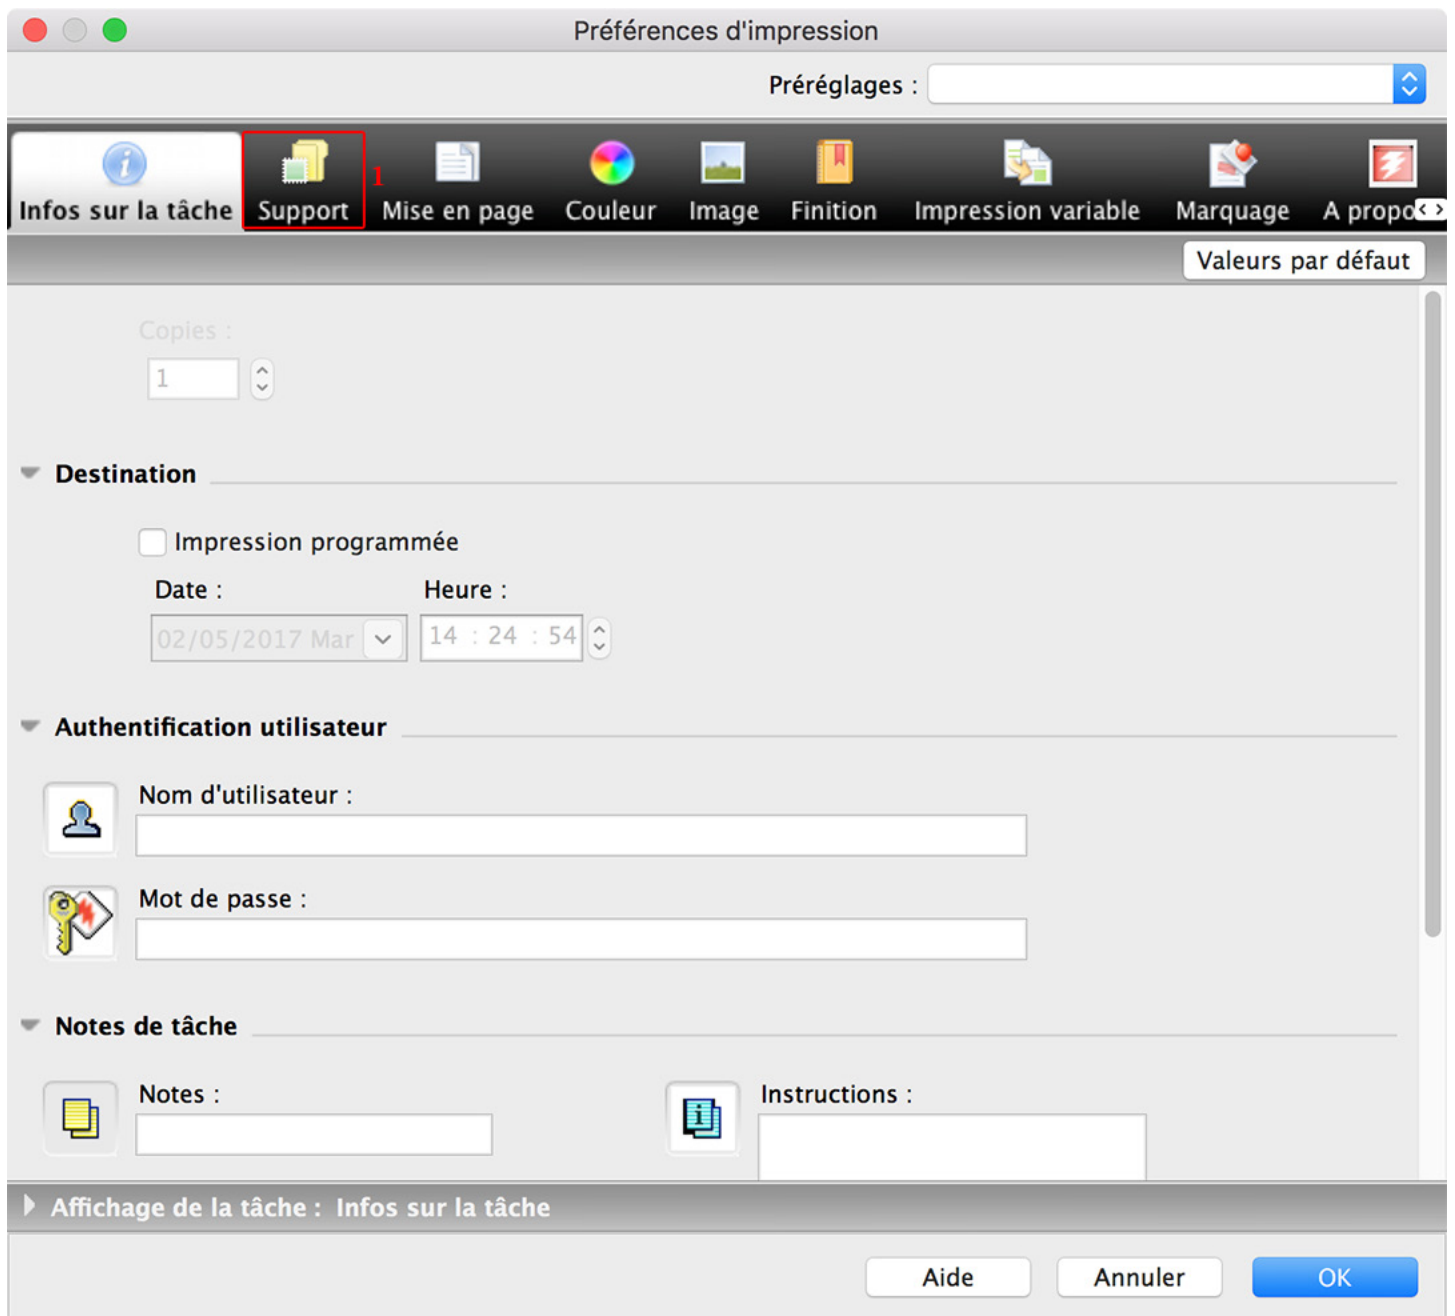 Préférences d'impression
Préréglages :
Infos sur la tâche Support 1 Mise en page Couleur Image Finition Impression variable Marquage A propo
Valeurs par défaut
Copies :
1
Destination
Impression programmée
Date : Heure :
02/05/2017 Mar 14 : 24 : 54
Authentification utilisateur
Nom d'utilisateur :
Mot de passe :
Notes de tâche
Notes : Instructions :
Affichage de la tâche : Infos sur la tâche
Aide Annuler OK